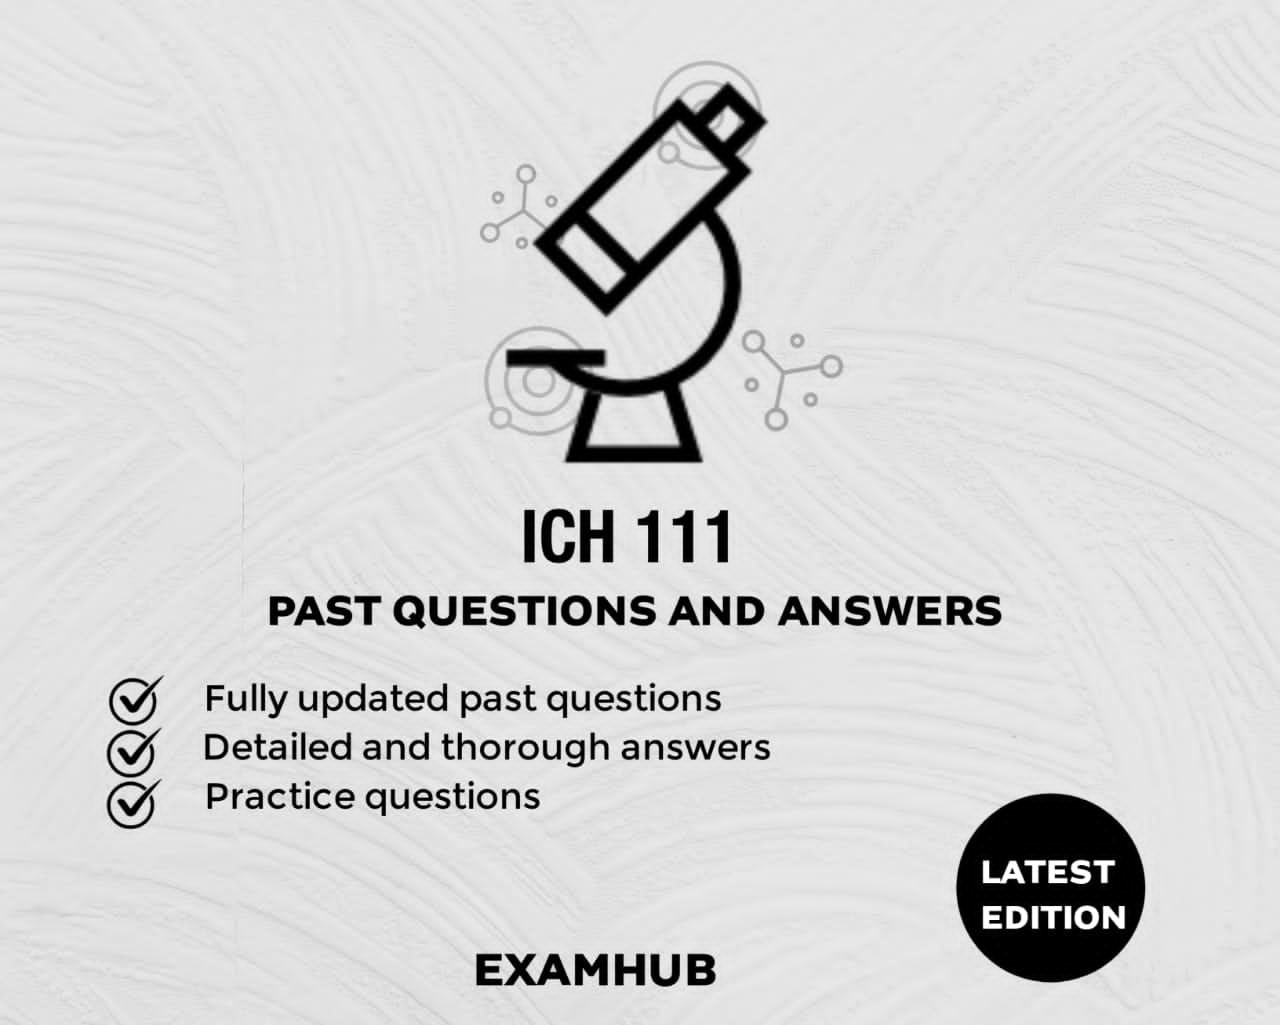 ICH 111
PAST QUESTIONS AND ANSWERS
Fully updated past questions
Detailed and thorough answers
Practice questions
LATEST
EDITION
EXAMHUB